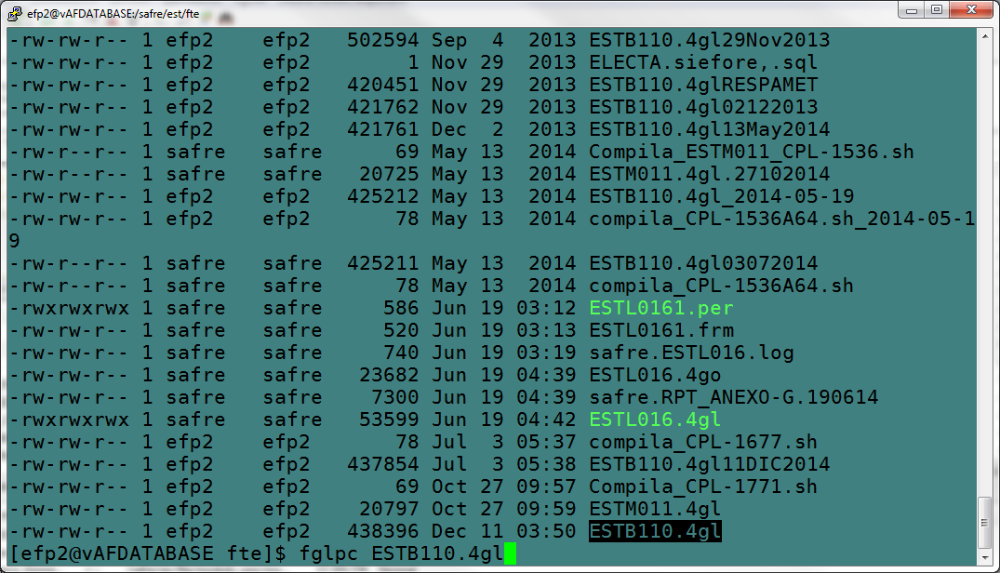 efp2@vAFDATABASE:/safre/est/fte
-rw-rw-r-- 1 efp2    efp2   502594 Sep  4  2013 ESTB110.4gl29Nov2013
-rw-rw-r-- 1 efp2    efp2        1 Nov 29  2013 ELECTA.siefore,.sql
-rw-rw-r-- 1 efp2    efp2   420451 Nov 29  2013 ESTB110.4glRESPAMET
-rw-rw-r-- 1 efp2    efp2   421762 Nov 29  2013 ESTB110.4gl02122013
-rw-rw-r-- 1 efp2    efp2   421761 Dec  2  2013 ESTB110.4gl13May2014
-rw-r--r-- 1 safre   safre      69 May 13  2014 Compila_ESTM011_CPL-1536.sh
-rw-r--r-- 1 safre   safre   20725 May 13  2014 ESTM011.4gl.27102014
-rw-rw-r-- 1 efp2    efp2   425212 May 13  2014 ESTB110.4gl_2014-05-19
-rw-rw-r-- 1 efp2    efp2       78 May 13  2014 compila_CPL-1536A64.sh_2014-05-1
9
-rw-r--r-- 1 safre   safre  425211 May 13  2014 ESTB110.4gl03072014
-rw-r--r-- 1 safre   safre      78 May 13  2014 compila_CPL-1536A64.sh
-rwxrwxrwx 1 safre   safre     586 Jun 19 03:12 ESTL0161.per
-rw-rw-r-- 1 safre   safre     520 Jun 19 03:13 ESTL0161.frm
-rw-rw-r-- 1 safre   safre     740 Jun 19 03:19 safre.ESTL016.log
-rw-rw-r-- 1 safre   safre   23682 Jun 19 04:39 ESTL016.4go
-rw-rw-r-- 1 safre   safre    7300 Jun 19 04:39 safre.RPT_ANEXO-G.190614
-rwxrwxrwx 1 safre   safre   53599 Jun 19 04:42 ESTL016.4gl
-rw-rw-r-- 1 efp2    efp2       78 Jul  3 05:37 compila_CPL-1677.sh
-rw-rw-r-- 1 efp2    efp2   437854 Jul  3 05:38 ESTB110.4gl11DIC2014
-rw-rw-r-- 1 efp2    efp2       69 Oct 27 09:57 Compila_CPL-1771.sh
-rw-rw-r-- 1 efp2    efp2    20797 Oct 27 09:59 ESTM011.4gl
-rw-rw-r-- 1 efp2    efp2   438396 Dec 11 03:50 ESTB110.4gl
[efp2@vAFDATABASE fte]$ fglpc ESTB110.4gl